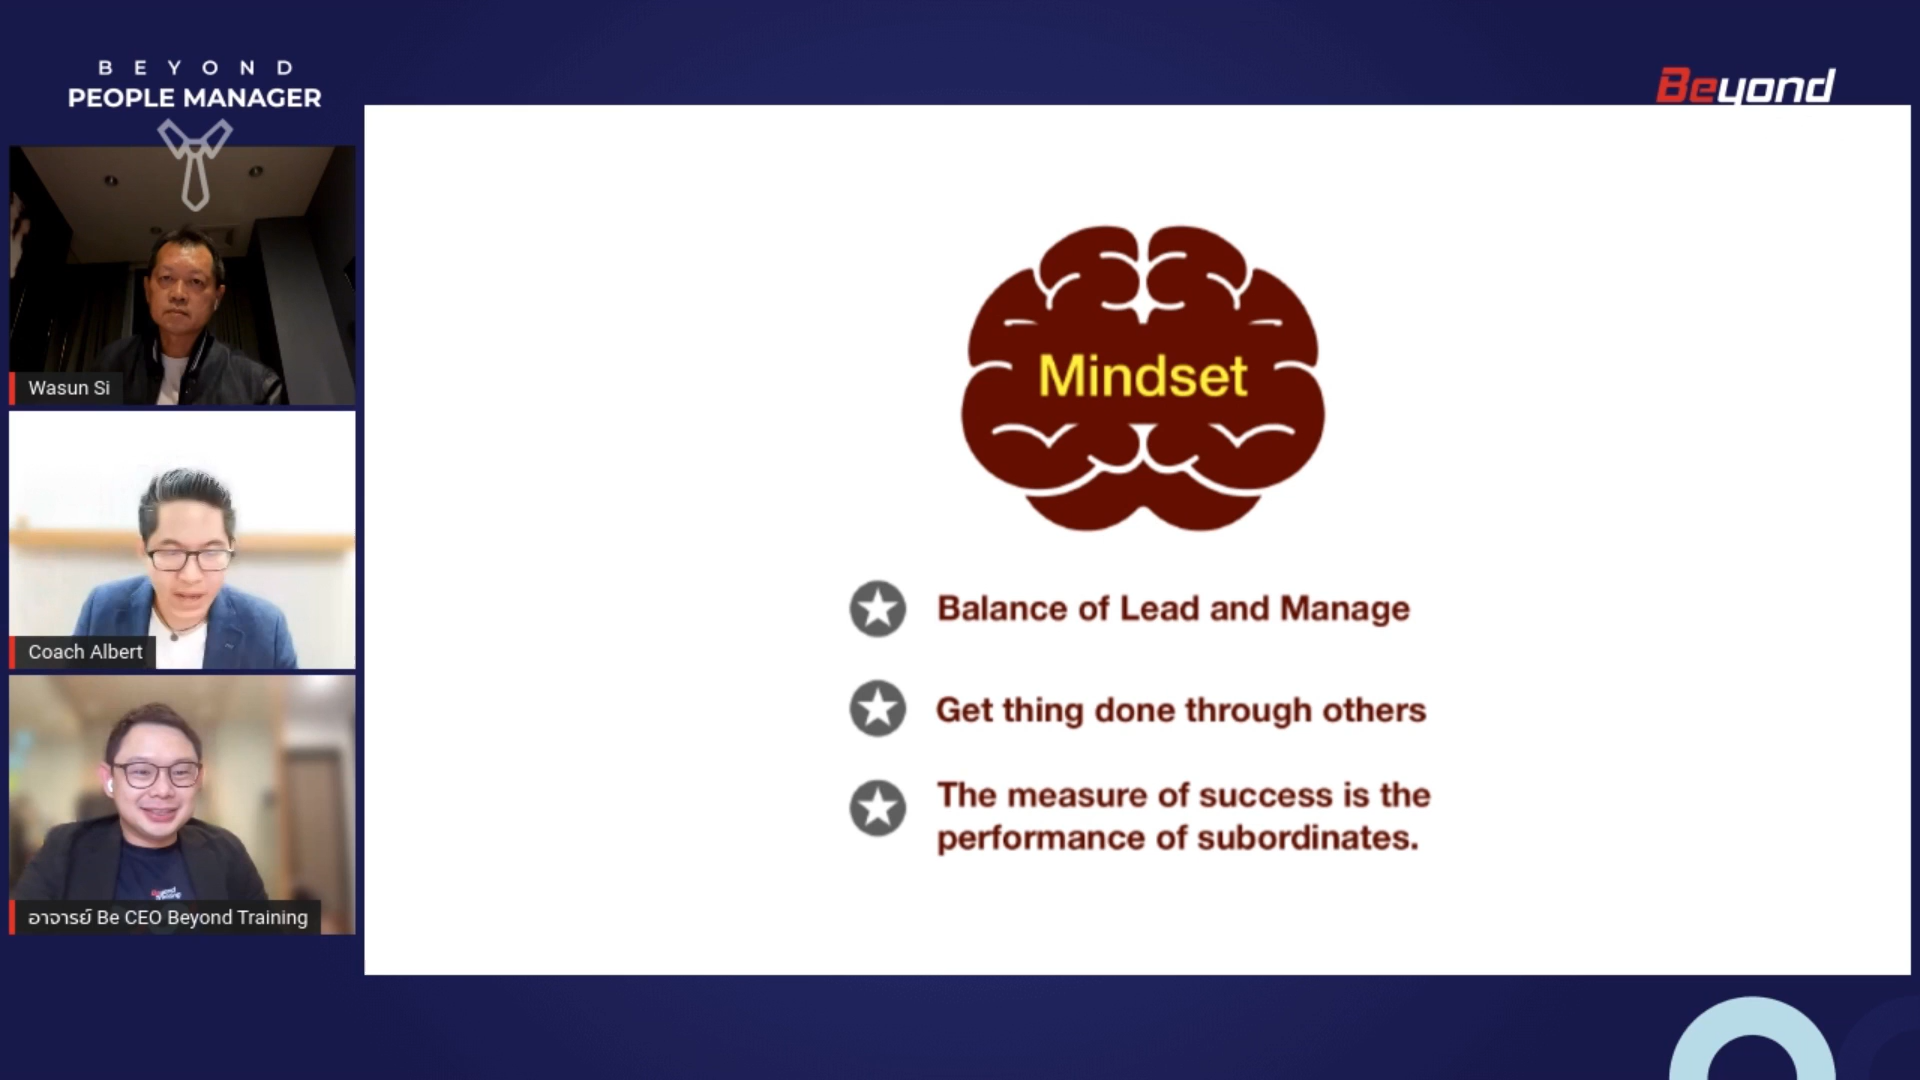 BEYOND
PEOPLE MANAGER
Beyond
Wasun Si
Coach Albert
อาจารย์ Be CEO Beyond Training
Mindset
Balance of Lead and Manage
Get thing done through others
The measure of success is the
performance of subordinates.